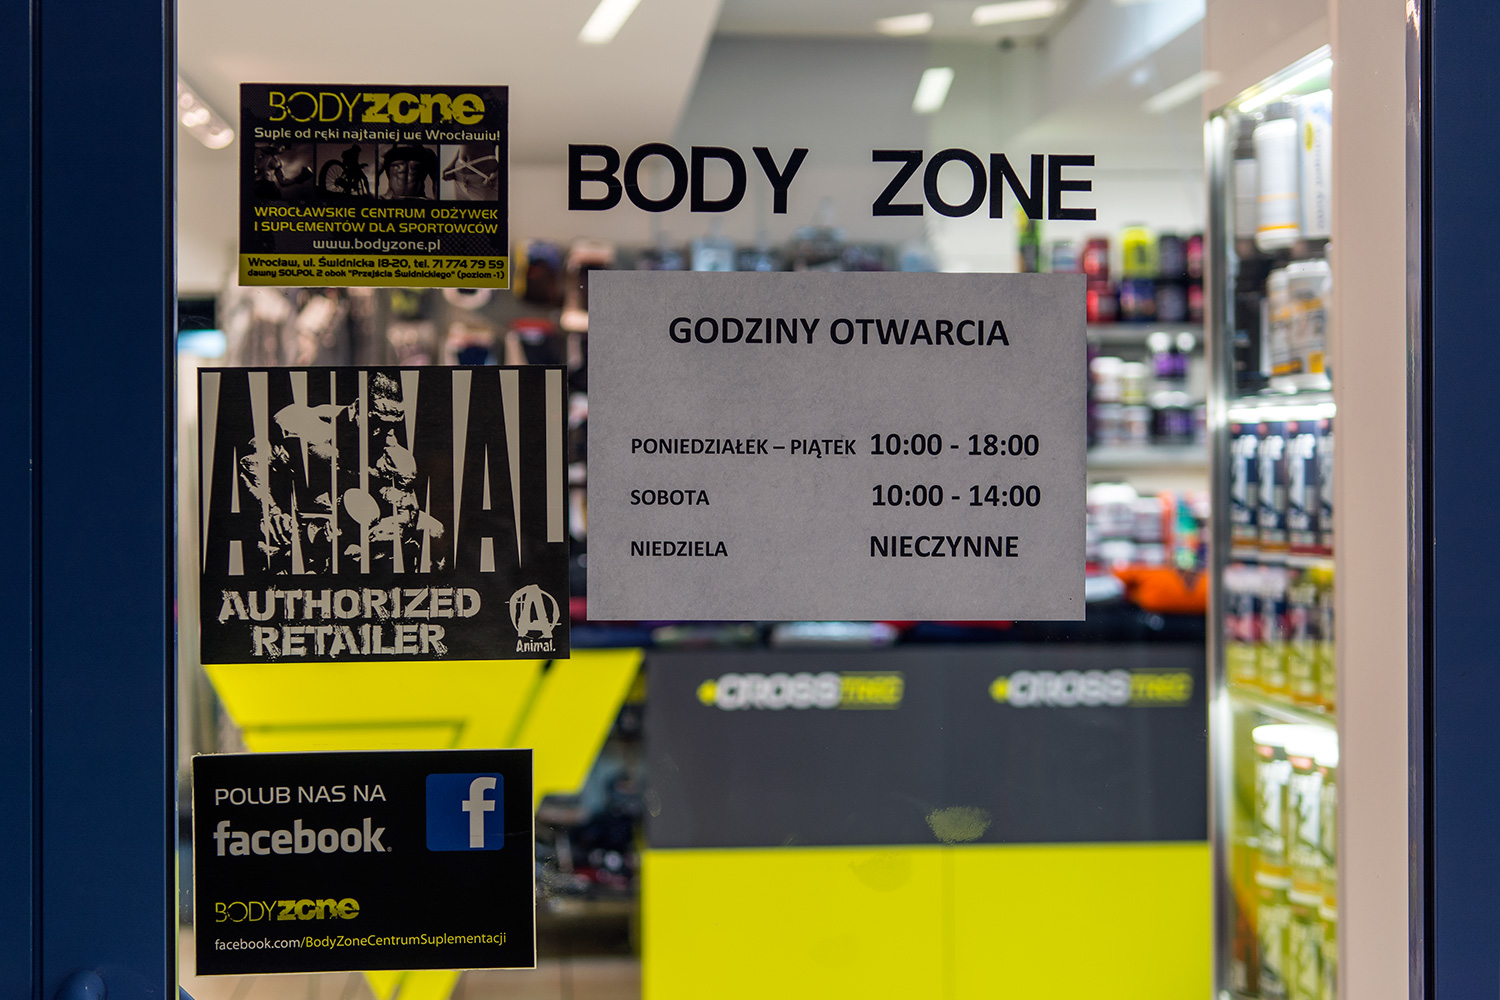 BODYzone
Suple od ręki najtaniej we Wrocławiu!
WROCŁAWSKIE CENTRUM ODŻYWEK
I SUPLEMENTÓW DLA SPORTOWCÓW
www.bodyzone.pl
Wrocław, ul. Świdnicka 18-20, tel. 71 774 79 59
dawny SOLPOL 2 obok "Przejścia Świdnickiego" (poziom -1)
BODY ZONE
GODZINY OTWARCIA
PONIEDZIAŁEK – PIĄTEK 10:00 - 18:00
SOBOTA 10:00 - 14:00
NIEDZIELA NIECZYNNE
ANIMAL
AUTHORIZED
RETAILER
A
Animal.
+CROSSTREC +CROSSTREC
POLUB NAS NA
facebook.
f
BODYzone
facebook.com/BodyZoneCentrumSuplementacji